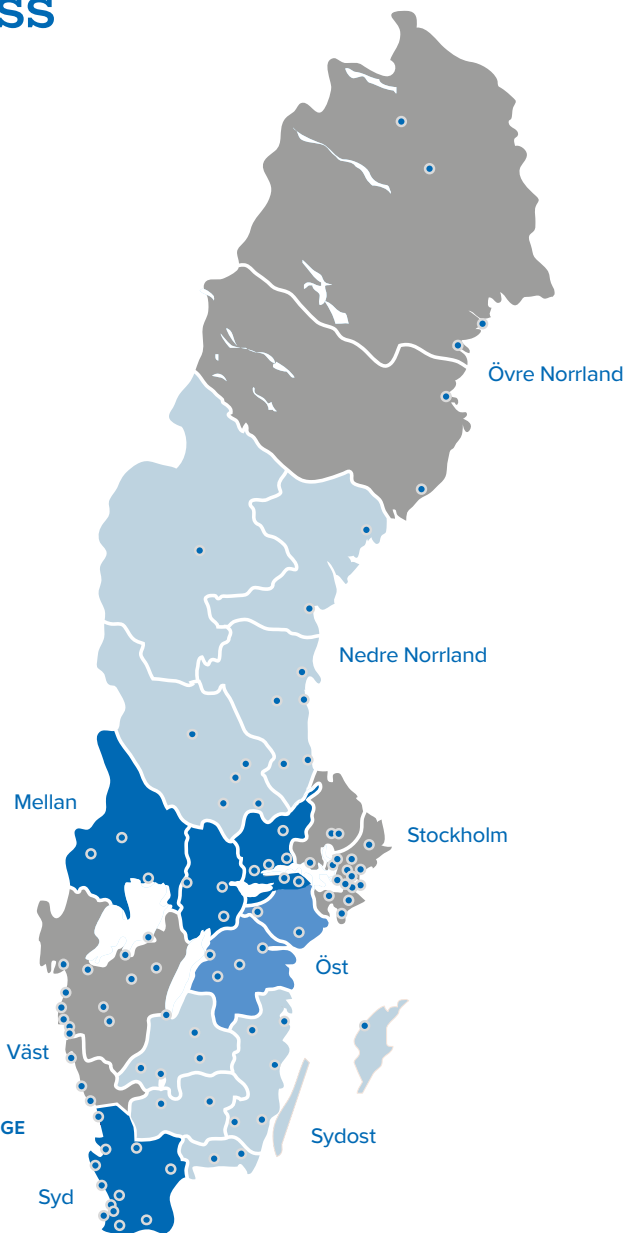 ss
Övre Norrland
Nedre Norrland
Mellan
Stockholm
Öst
Väst
GE
Sydost
Syd